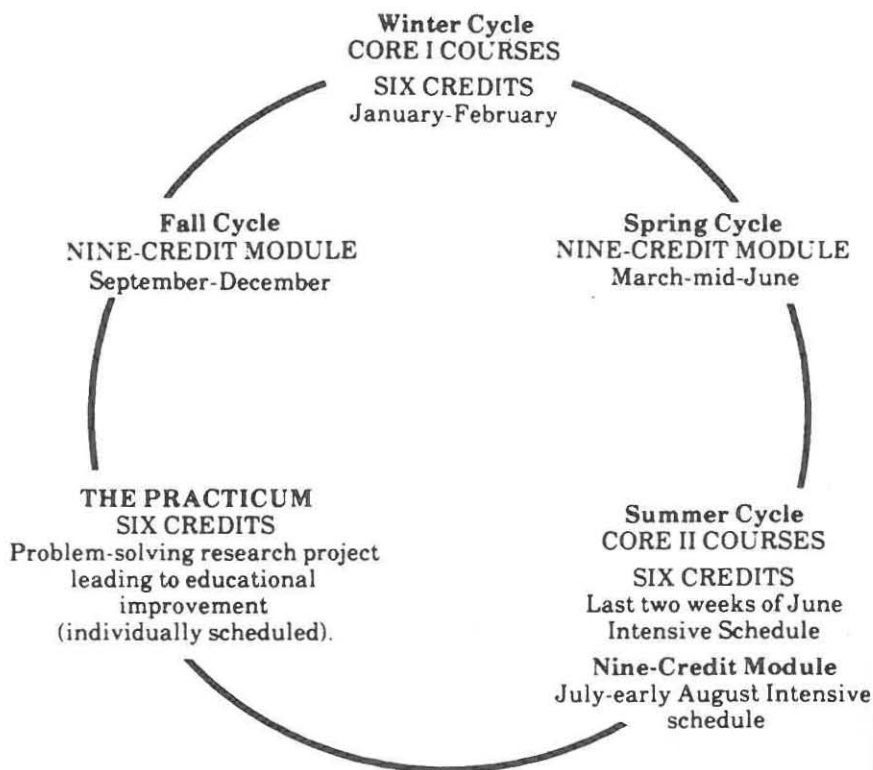 Winter Cycle
CORE I COURSES
SIX CREDITS
January-February
Fall Cycle
NINE-CREDIT MODULE
September-December
Spring Cycle
NINE-CREDIT MODULE
March-mid-June
THE PRACTICUM
SIX CREDITS
Problem-solving research project
leading to educational
improvement
(individually scheduled).
Summer Cycle
CORE II COURSES
SIX CREDITS
Last two weeks of June
Intensive Schedule
Nine-Credit Module
July-early August Intensive
schedule